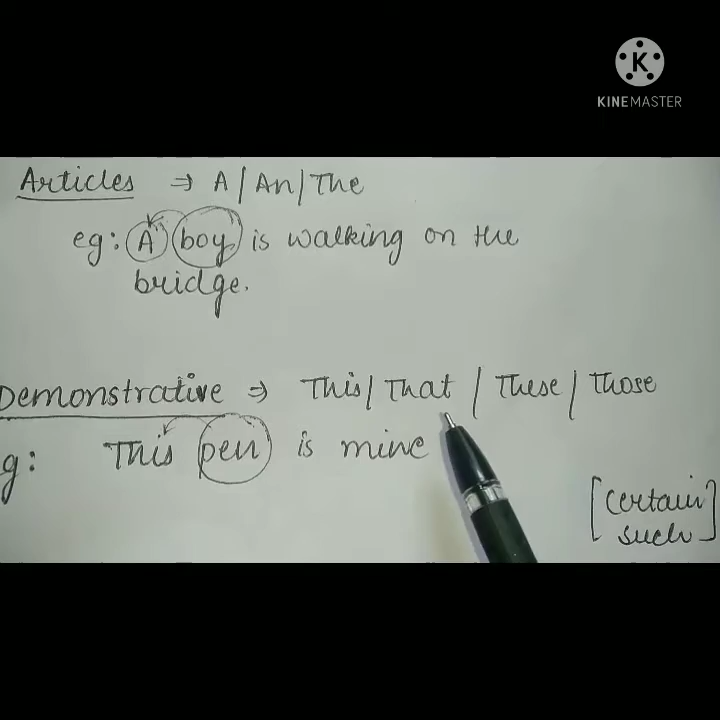 KINEMASTER
Articles ⇒ A/An/The
eg: A boy is walking on the
bridge.
Demonstrative ⇒ This/That/These/Those
g: This pen is mine
[certain
such]